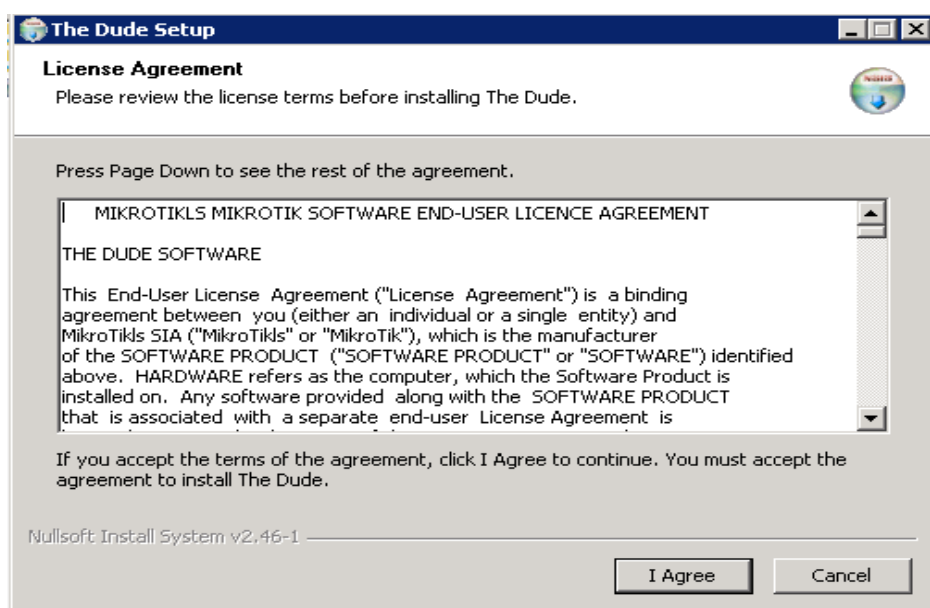 The Dude Setup
License Agreement
Please review the license terms before installing The Dude.
Press Page Down to see the rest of the agreement.
MIKROTIKLS MIKROTIK SOFTWARE END-USER LICENCE AGREEMENT
THE DUDE SOFTWARE
This End-User License Agreement ("License Agreement") is a binding
agreement between you (either an individual or a single entity) and
MikroTikls SIA ("MikroTikls" or "MikroTik"), which is the manufacturer
of the SOFTWARE PRODUCT ("SOFTWARE PRODUCT" or "SOFTWARE") identified
above. HARDWARE refers as the computer, which the Software Product is
installed on. Any software provided along with the SOFTWARE PRODUCT
that is associated with a separate end-user License Agreement is
If you accept the terms of the agreement, click I Agree to continue. You must accept the
agreement to install The Dude.
Nullsoft Install System v2.46-1
I Agree
Cancel